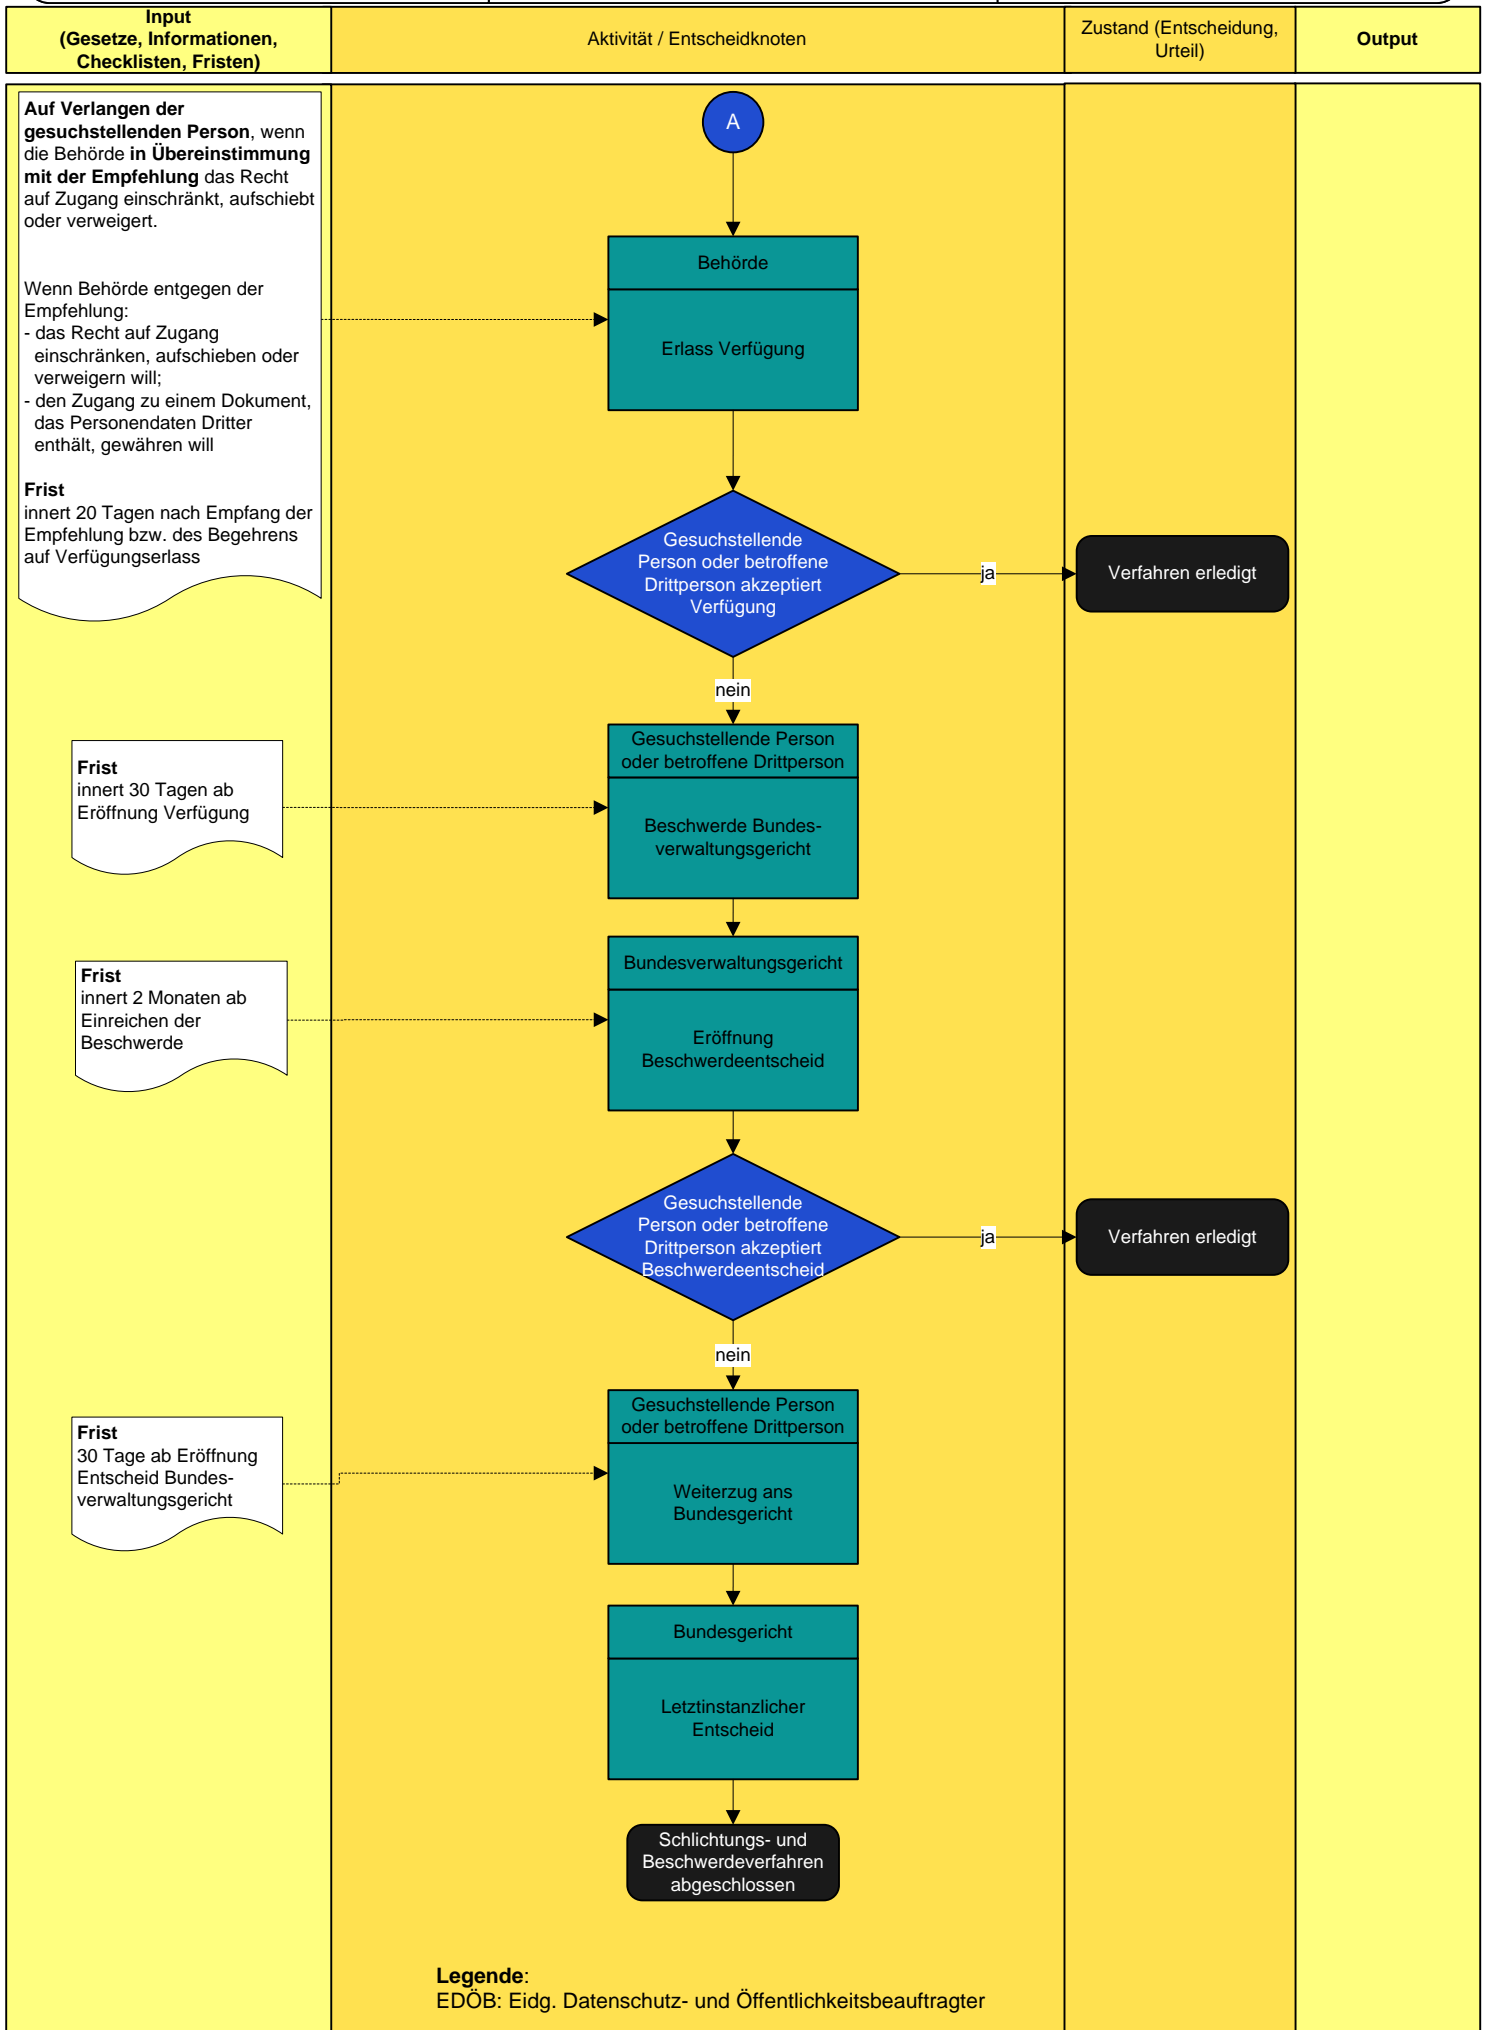 Input
(Gesetze, Informationen,
Checklisten, Fristen)
Aktivität / Entscheidknoten
Zustand (Entscheidung,
Urteil)
Output
Auf Verlangen der
gesuchstellenden Person, wenn
die Behörde in Übereinstimmung
mit der Empfehlung das Recht
auf Zugang einschränkt, aufschiebt
oder verweigert.
Wenn Behörde entgegen der
Empfehlung:
- das Recht auf Zugang
einschränken, aufschieben oder
verweigern will;
- den Zugang zu einem Dokument,
das Personendaten Dritter
enthält, gewähren will
Frist
innert 20 Tagen nach Empfang der
Empfehlung bzw. des Begehrens
auf Verfügungserlass
A
Behörde
Erlass Verfügung
Gesuchstellende
Person oder betroffene
Drittperson akzeptiert
Verfügung
ja
Verfahren erledigt
nein
Gesuchstellende Person
oder betroffene Drittperson
Beschwerde Bundes-
verwaltungsgericht
Frist
innert 30 Tagen ab
Eröffnung Verfügung
Bundesverwaltungsgericht
Eröffnung
Beschwerdeentscheid
Frist
innert 2 Monaten ab
Einreichen der
Beschwerde
Gesuchstellende
Person oder betroffene
Drittperson akzeptiert
Beschwerdeentscheid
ja
Verfahren erledigt
nein
Gesuchstellende Person
oder betroffene Drittperson
Weiterzug ans
Bundesgericht
Frist
30 Tage ab Eröffnung
Entscheid Bundes-
verwaltungsgericht
Bundesgericht
Letztinstanzlicher
Entscheid
Schlichtungs- und
Beschwerdeverfahren
abgeschlossen
Legende:
EDÖB: Eidg. Datenschutz- und Öffentlichkeitsbeauftragter